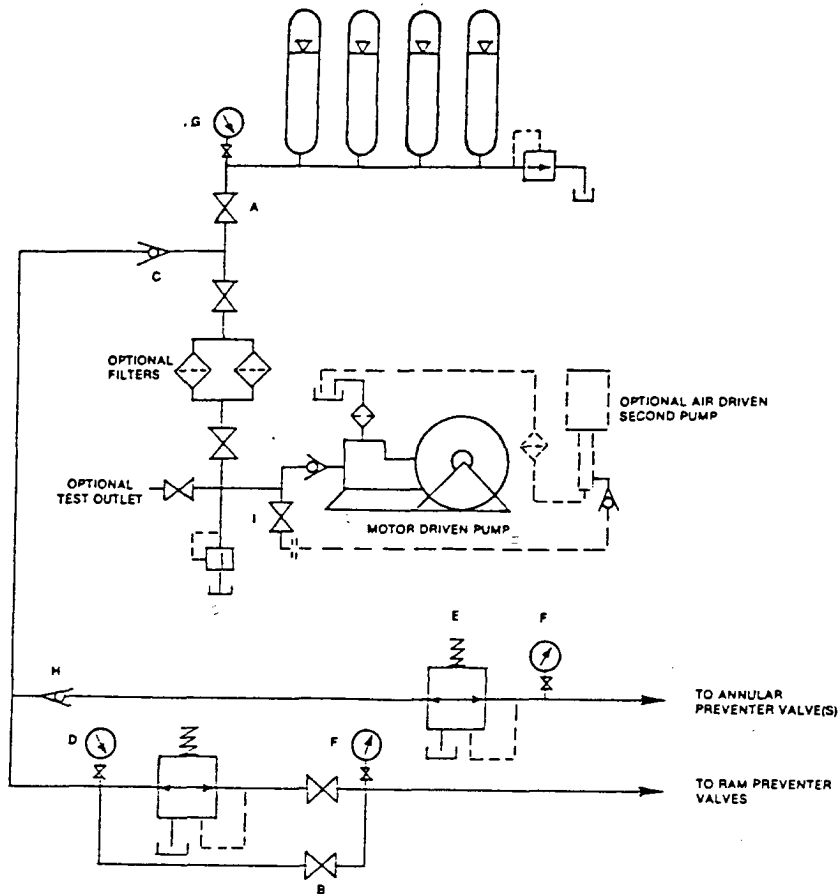 .G
A
C
OPTIONAL
FILTERS
OPTIONAL AIR DRIVEN
SECOND PUMP
OPTIONAL
TEST OUTLET
I
MOTOR DRIVEN PUMP
E
F
H
TO ANNULAR
PREVENTER VALVE(S)
D
F
TO RAM PREVENTER
VALVES
B